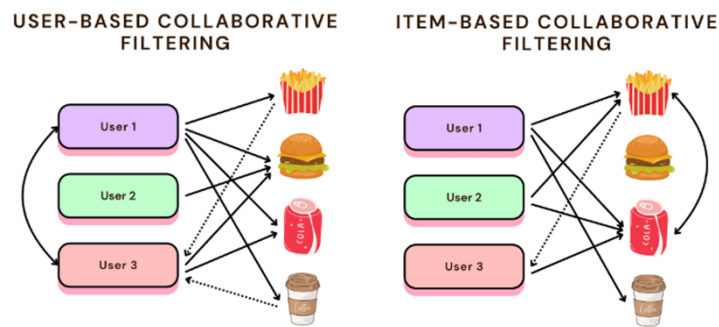 USER-BASED COLLABORATIVE
FILTERING
User 1
User 2
User 3
COLA
Coffee
ITEM-BASED COLLABORATIVE
FILTERING
User 1
User 2
User 3
COLA
Coffee